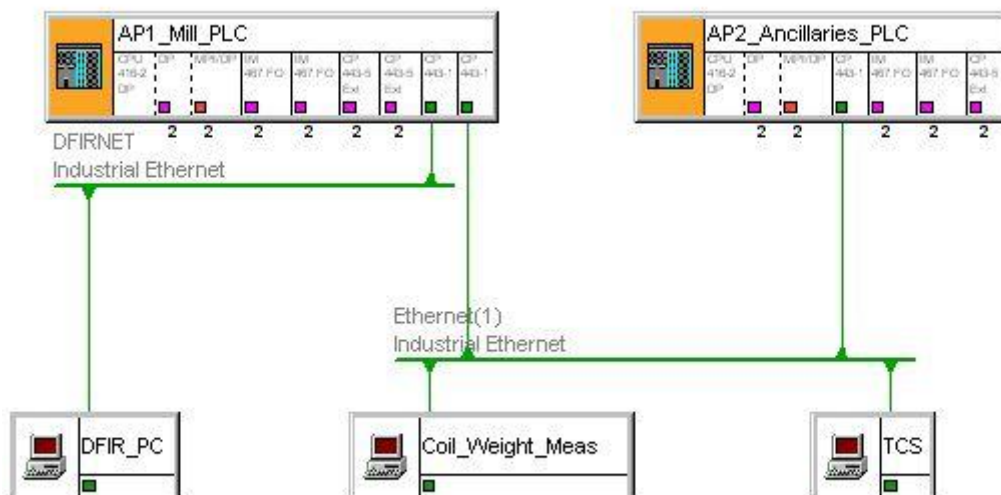 AP1_Mill_PLC
CPU 416-2 DP
DP
MPI/DP
IM 467 FO
IM 467 FO
CP 443-5 Ext
CP 443-5 Ext
CP 443-1
CP 443-1
2 2 2 2 2 2
AP2_Ancillaries_PLC
CPU 416-2 DP
DP
MPI/DP
CP 443-1
IM 467 FO
IM 467 FO
CP 443-5 Ext
2 2 2 2 2
DFIRNET
Industrial Ethernet
Ethernet(1)
Industrial Ethernet
DFIR_PC
Coil_Weight_Meas
TCS